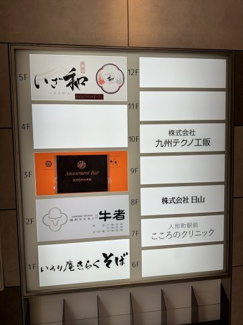 5F
いざ和
4F
3F
Amusement Bar
2F
牛者
1F
いろり庵きらくそば
12F
11F
10F
株式会社
九州テクノ工販
9F
8F
株式会社 日山
7F
人形町駅前
こころのクリニック
6F